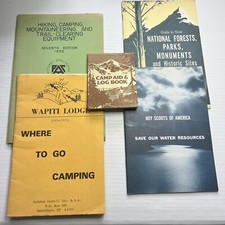 HIKING, CAMPING,
MOUNTAINEERING AND
TRAIL-CLEARING
EQUIPMENT
SEVENTH EDITION
Guide to Your
NATIONAL FORESTS,
PARKS,
MONUMENTS
and Historic Sites
CAMP AID &
LOG BOOK
WAPITI LODGE
WHERE
TO GO
CAMPING
BOY SCOUTS OF AMERICA
SAVE OUR WATER RESOURCES